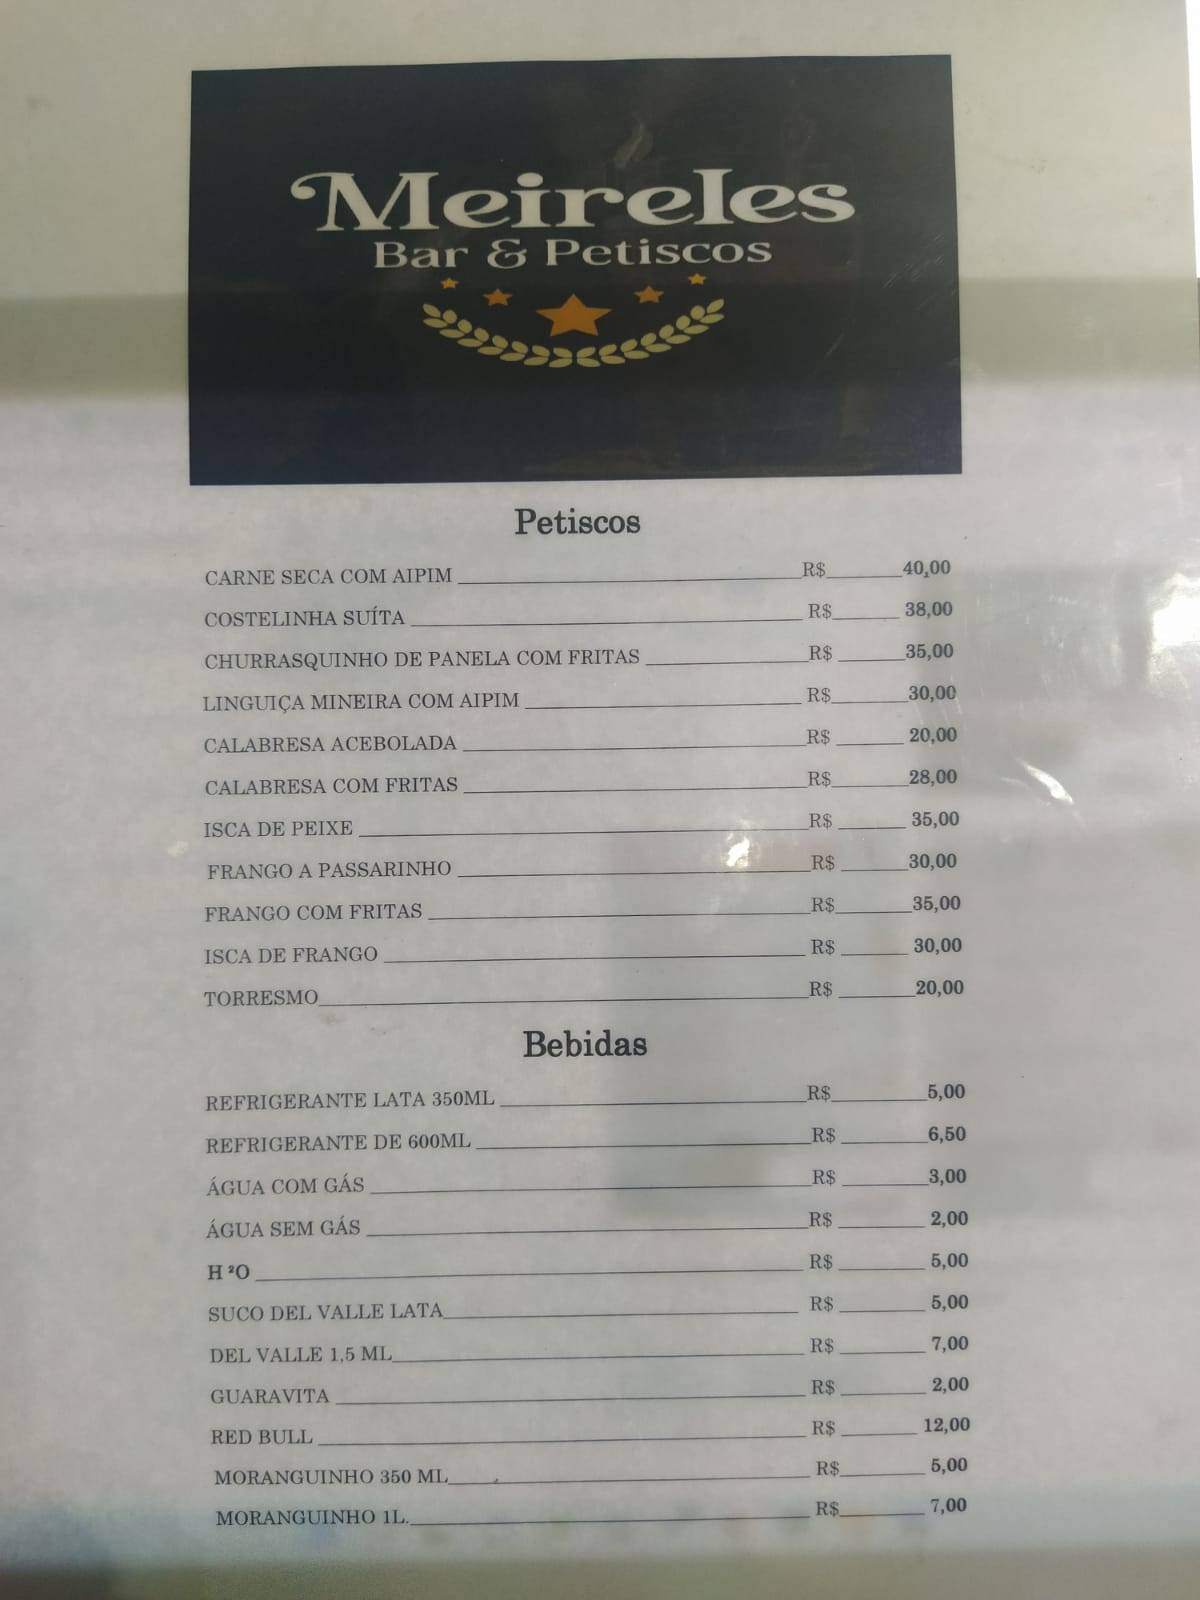 Meireles
Bar & Petiscos
Petiscos
CARNE SECA COM AIPIM R$ 40,00
COSTELINHA SUÍTA R$ 38,00
CHURRASQUINHO DE PANELA COM FRITAS R$ 35,00
LINGUIÇA MINEIRA COM AIPIM R$ 30,00
CALABRESA ACEBOLADA R$ 20,00
CALABRESA COM FRITAS R$ 28,00
ISCA DE PEIXE R$ 35,00
FRANGO A PASSARINHO R$ 30,00
FRANGO COM FRITAS R$ 35,00
ISCA DE FRANGO R$ 30,00
TORRESMO R$ 20,00
Bebidas
REFRIGERANTE LATA 350ML R$ 5,00
REFRIGERANTE DE 600ML R$ 6,50
ÁGUA COM GÁS R$ 3,00
ÁGUA SEM GÁS R$ 2,00
H ²O R$ 5,00
SUCO DEL VALLE LATA R$ 5,00
DEL VALLE 1,5 ML R$ 7,00
GUARAVITA R$ 2,00
RED BULL R$ 12,00
MORANGUINHO 350 ML R$ 5,00
MORANGUINHO 1L. R$ 7,00